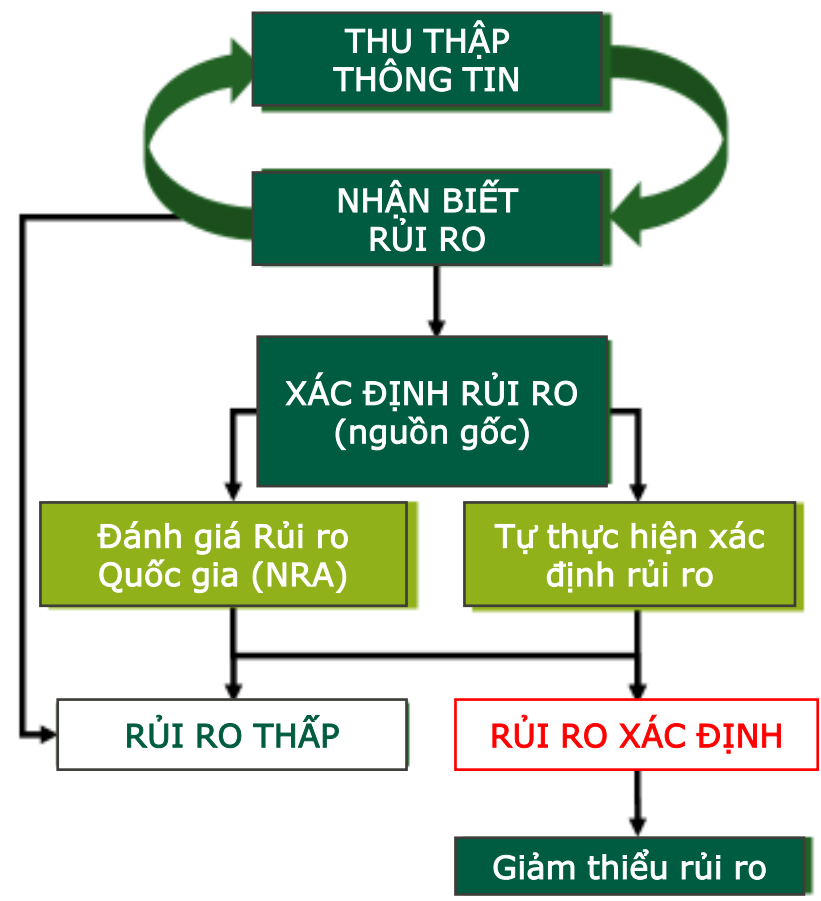 THU THẬP
THÔNG TIN
NHẬN BIẾT
RỦI RO
XÁC ĐỊNH RỦI RO
(nguồn gốc)
Đánh giá Rủi ro
Quốc gia (NRA)
Tự thực hiện xác
định rủi ro
RỦI RO THẤP
RỦI RO XÁC ĐỊNH
Giảm thiểu rủi ro